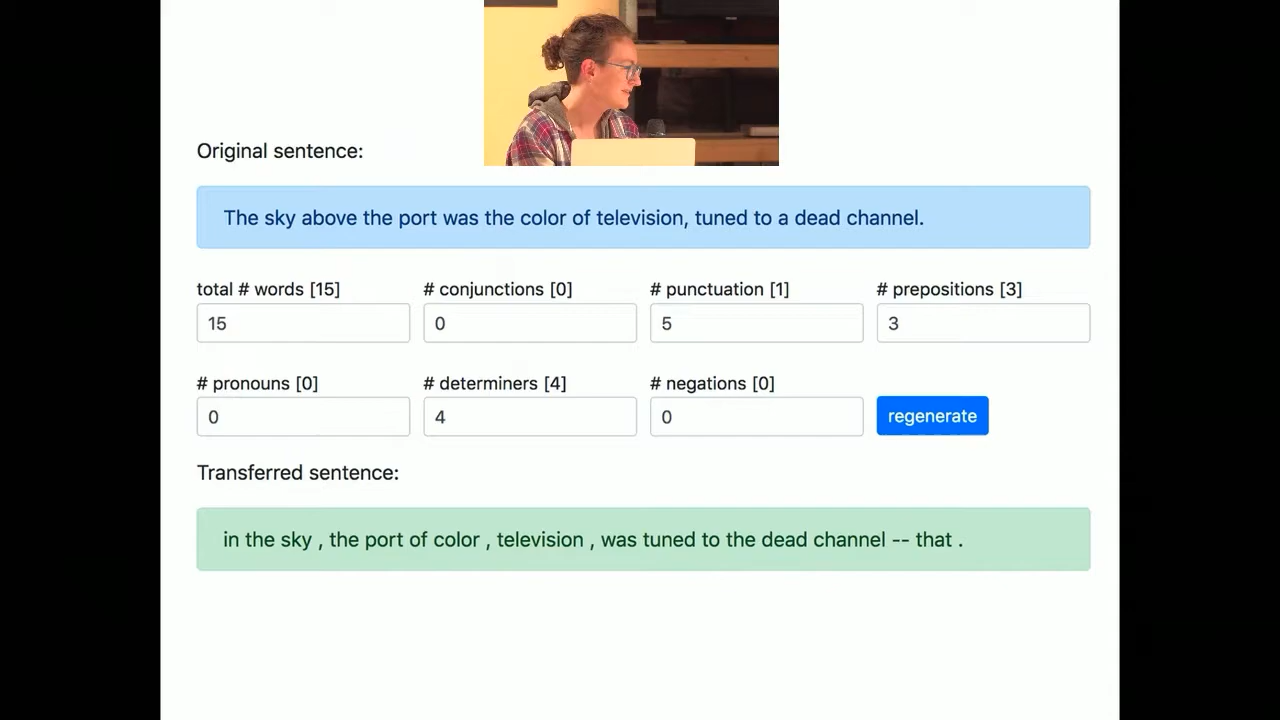 Original sentence:
The sky above the port was the color of television, tuned to a dead channel.
total # words [15] # conjunctions [0] # punctuation [1] # prepositions [3]
15 0 5 3
# pronouns [0] # determiners [4] # negations [0]
0 4 0 regenerate
Transferred sentence:
in the sky , the port of color , television , was tuned to the dead channel -- that .